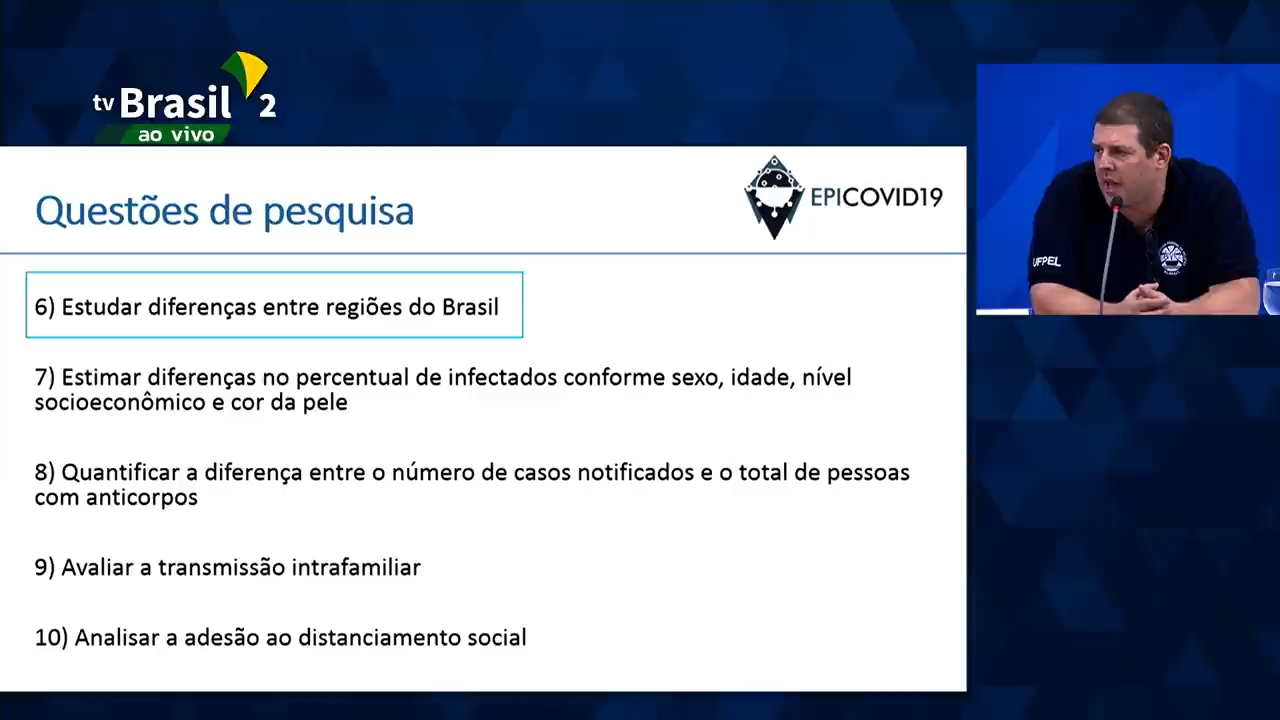 tv Brasil 2
ao vivo
Questões de pesquisa
EPICOVID19
6) Estudar diferenças entre regiões do Brasil
7) Estimar diferenças no percentual de infectados conforme sexo, idade, nível
socioeconômico e cor da pele
8) Quantificar a diferença entre o número de casos notificados e o total de pessoas
com anticorpos
9) Avaliar a transmissão intrafamiliar
10) Analisar a adesão ao distanciamento social
UFPEL